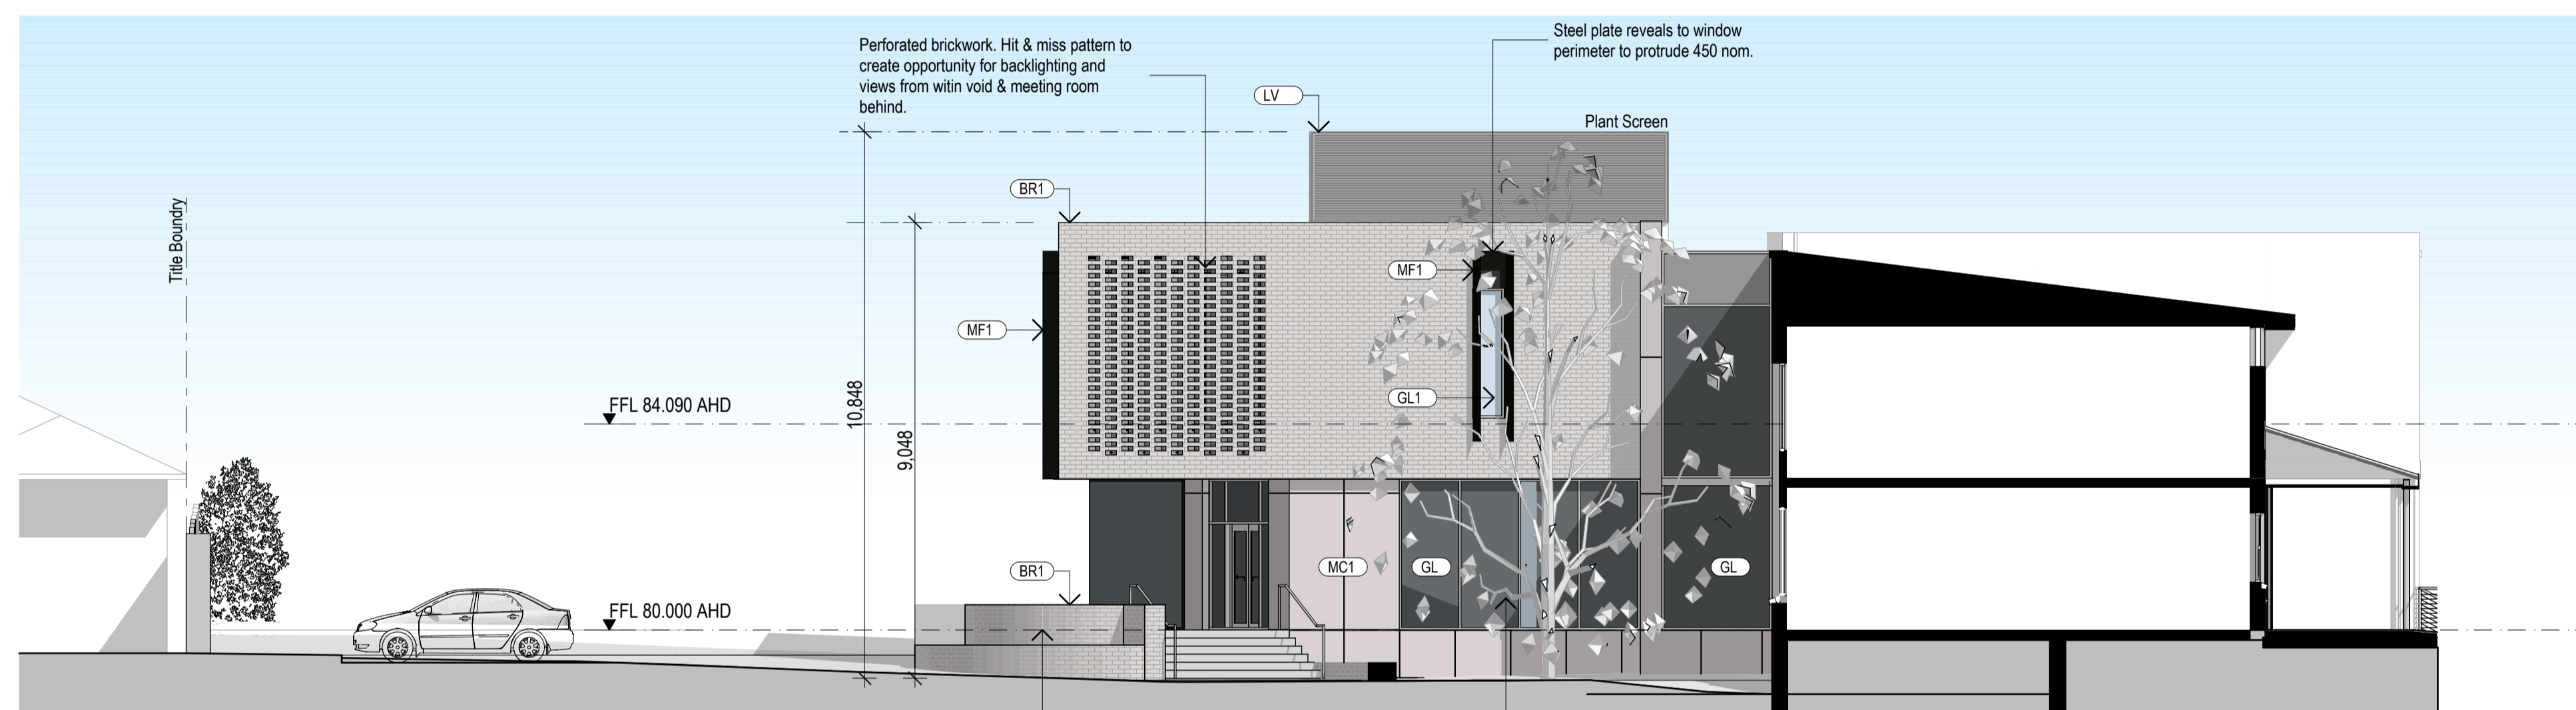 Steel plate reveals to window
perimeter to protrude 450 nom.
Perforated brickwork. Hit & miss pattern to
create opportunity for backlighting and
views from witin void & meeting room
behind.
LV
Plant Screen
BR1
Title Boundry
MF1
MF1
GL1
10,848
9,048
FFL 84.090 AHD
BR1
MC1
GL
GL
FFL 80.000 AHD